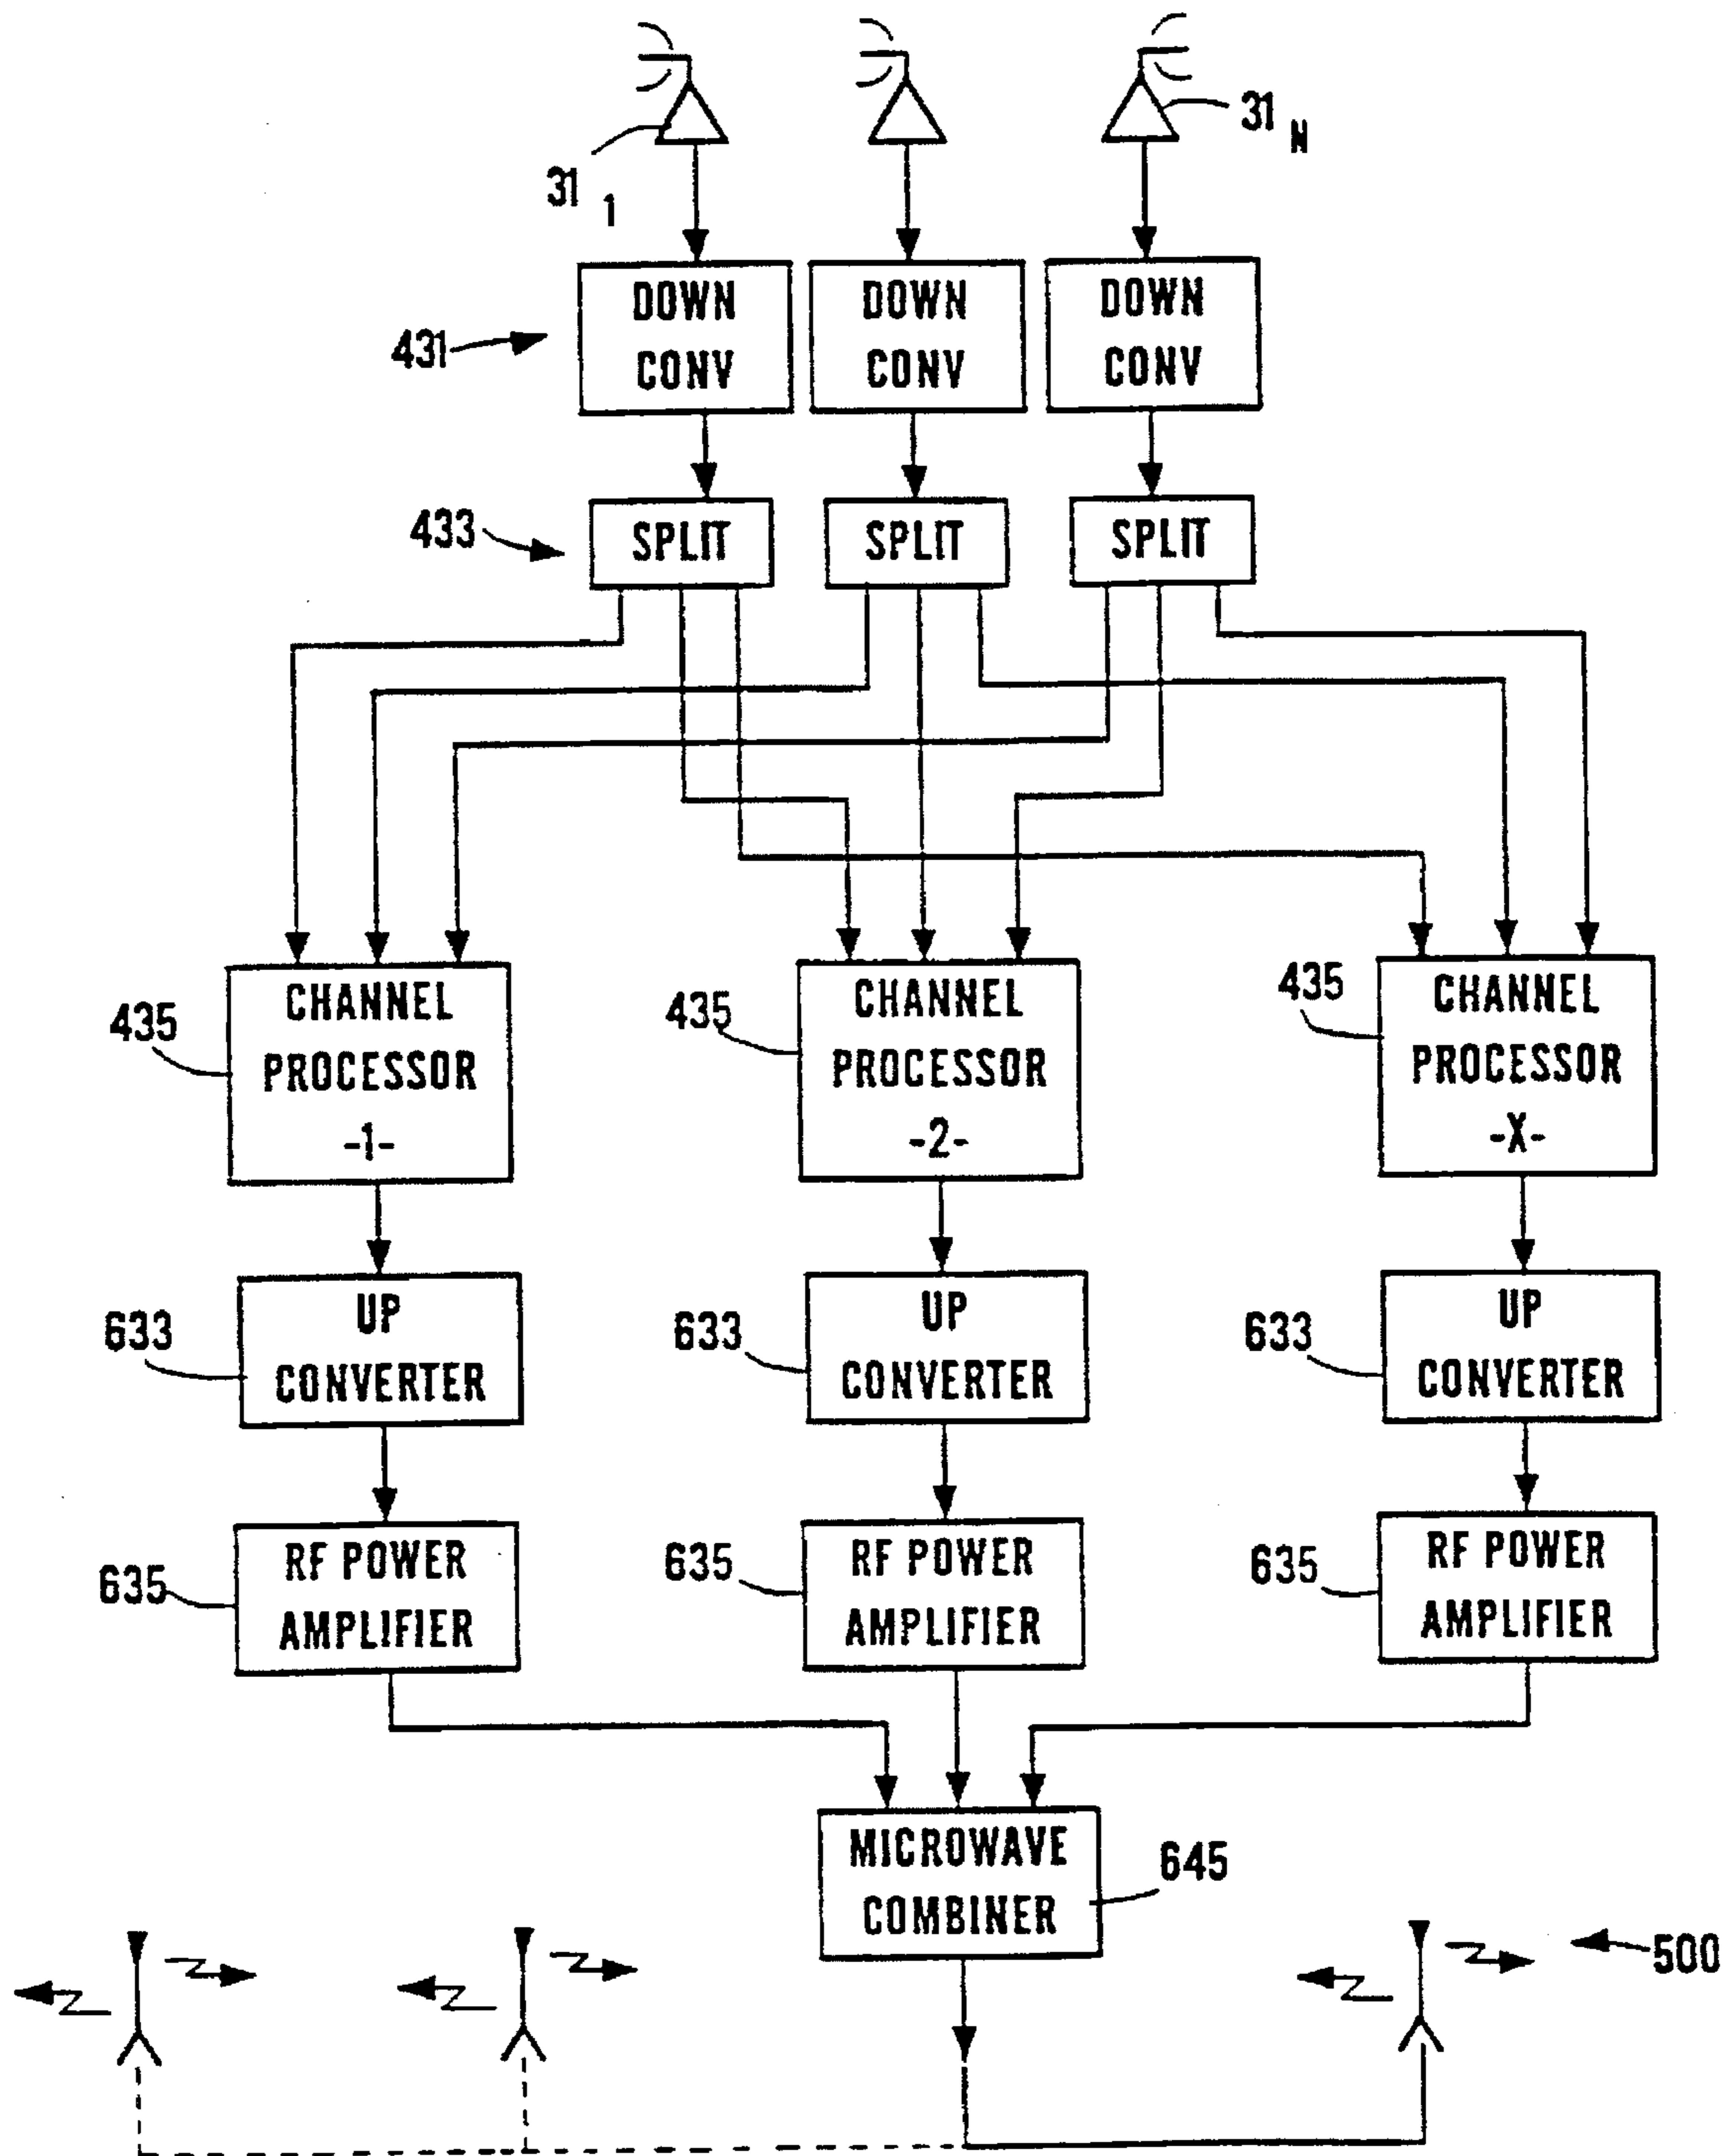 31 1
31 N
431
DOWN CONV
DOWN CONV
DOWN CONV
433
SPLIT
SPLIT
SPLIT
435
CHANNEL PROCESSOR -1-
435
CHANNEL PROCESSOR -2-
435
CHANNEL PROCESSOR -X-
633
UP CONVERTER
633
UP CONVERTER
633
UP CONVERTER
635
RF POWER AMPLIFIER
635
RF POWER AMPLIFIER
635
RF POWER AMPLIFIER
MICROWAVE COMBINER
645
500